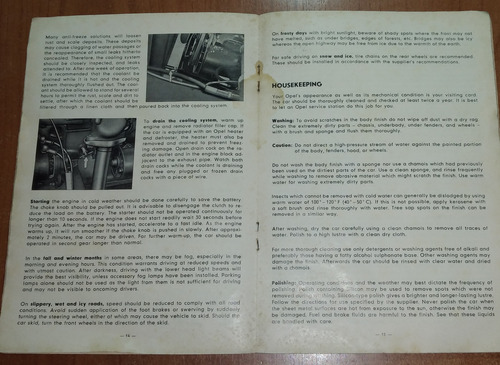 Many anti-freeze solutions will loosen
rust and scale deposits. These deposits
may cause clogging of water passages or
the reappearance of small leaks hitherto
concealed. Therefore, the cooling system
should be closely inspected, and leaks
attended to. After one week of operation,
it is recommended that the coolant be
drained while it is hot and the cooling
system thoroughly flushed out. The cool-
ant should be allowed to stand for several
hours to permit the rust, scale and dirt to
settle, after which the coolant should be
filtered through a linen cloth and then poured back into the cooling system.
To drain the cooling system, warm up
engine and remove radiator filler cap. If
the car is equipped with an Opel heater
and defroster, the heater must also be
removed and drained to prevent freez-
ing damage. Open drain cock on the ra-
diator outlet and in the engine block ad-
jacent to the exhaust pipe. Watch both
drain cocks while the coolant is draining
and free any plugged or frozen drain
cocks with a piece of wire.
Starting the engine in cold weather should be done carefully to save the battery.
The choke knob should be pulled out. It is advisable to disengage the clutch to re-
duce the load on the battery. The starter should not be operated continuously for
longer than 10 seconds. If the engine does not start readily wait 30 seconds before
trying again. After the engine has started, accelerate to a fast idle. As the engine
warms up, it will run smoother if the choke knob is pushed in slowly. After approxi-
mately 2 minutes, the car may be driven. For further warm-up, the car should be
operated in second gear longer than normal.
In the fall and winter months in some areas, there may be fog, especially in the
morning and evening hours. This condition warrants driving at reduced speeds and
with utmost caution. After darkness, driving with the lower head light beams will
provide the best visibility, unless accessory fog lamps have been installed. Parking
lamps alone should not be used as the light from them is not sufficient for driving
and may not be visible to oncoming drivers.
On slippery, wet and icy roads, speed should be reduced to comply with all road
conditions. Avoid sudden application of the foot brakes or swerving by suddenly
turning the steering wheel, either of which may cause the vehicle to skid. Should the
car skid, turn the front wheels in the direction of the skid.
— 14 —
On frosty days with bright sunlight, beware of shady spots where the frost may not
have melted, such as under bridges, edges of forests, etc. Bridges may also be icy
whereas the open highway may be free from ice due to the warmth of the earth.
For safe driving on snow and ice, tire chains on the rear wheels are recommended.
These should be installed in accordance with the supplier's recommendations.
HOUSEKEEPING
Your Opel's appearance as well as its mechanical condition is your visiting card.
The car should be thoroughly cleaned and checked at least twice a year. It is best
to let an Opel service station do this job for you.
Washing: To avoid scratches in the body finish do not wipe off dust with a dry rag.
Clean the extremely dirty parts – chassis, underbody, under fenders, and wheels –
with a brush and sponge and flush them thoroughly.
Caution: Do not direct a high-pressure stream of water against the painted portion
of the body, fenders, hood, or wheels.
Do not wash the body finish with a sponge nor use a chamois which had previously
been used on the dirtiest parts of the car. Use a clean sponge, and rinse frequently
while washing to remove abrasive material which might scratch the finish. Use warm
water for washing extremely dirty parts.
Insects which cannot be removed with cold water can generally be dislodged by using
warm water of 105° - 120° F (41° - 50° C). If this is not possible, apply benzene with
a soft brush and rinse thoroughly with water. Tree sap spots on the finish can be
removed in a similar way.
After washing, dry the car carefully using a clean chamois to remove all traces of
water. Polish to a high lustre with a clean dry cloth.
For more thorough cleaning use only detergents or washing agents free of alkali and
preferably those having a fatty alcohol sulphonate base. Other washing agents may
damage the finish. Afterwards the car should be rinsed with clear water and dried
with a chamois.
Polishing: Operating conditions and the weather may dictate the frequency of
polishing. Polish containing may be used to remove spots which were not
removed during washing. Silicon-type polish gives a brighter and longer-lasting lustre.
Follow the directions for use specified by the supplier. Never polish the car when
the sheet metal surfaces are hot from exposure to the sun, otherwise the finish may
be damaged. Fuel and brake fluids are harmful to the finish. See that these liquids
are handled with care.
— 15 —